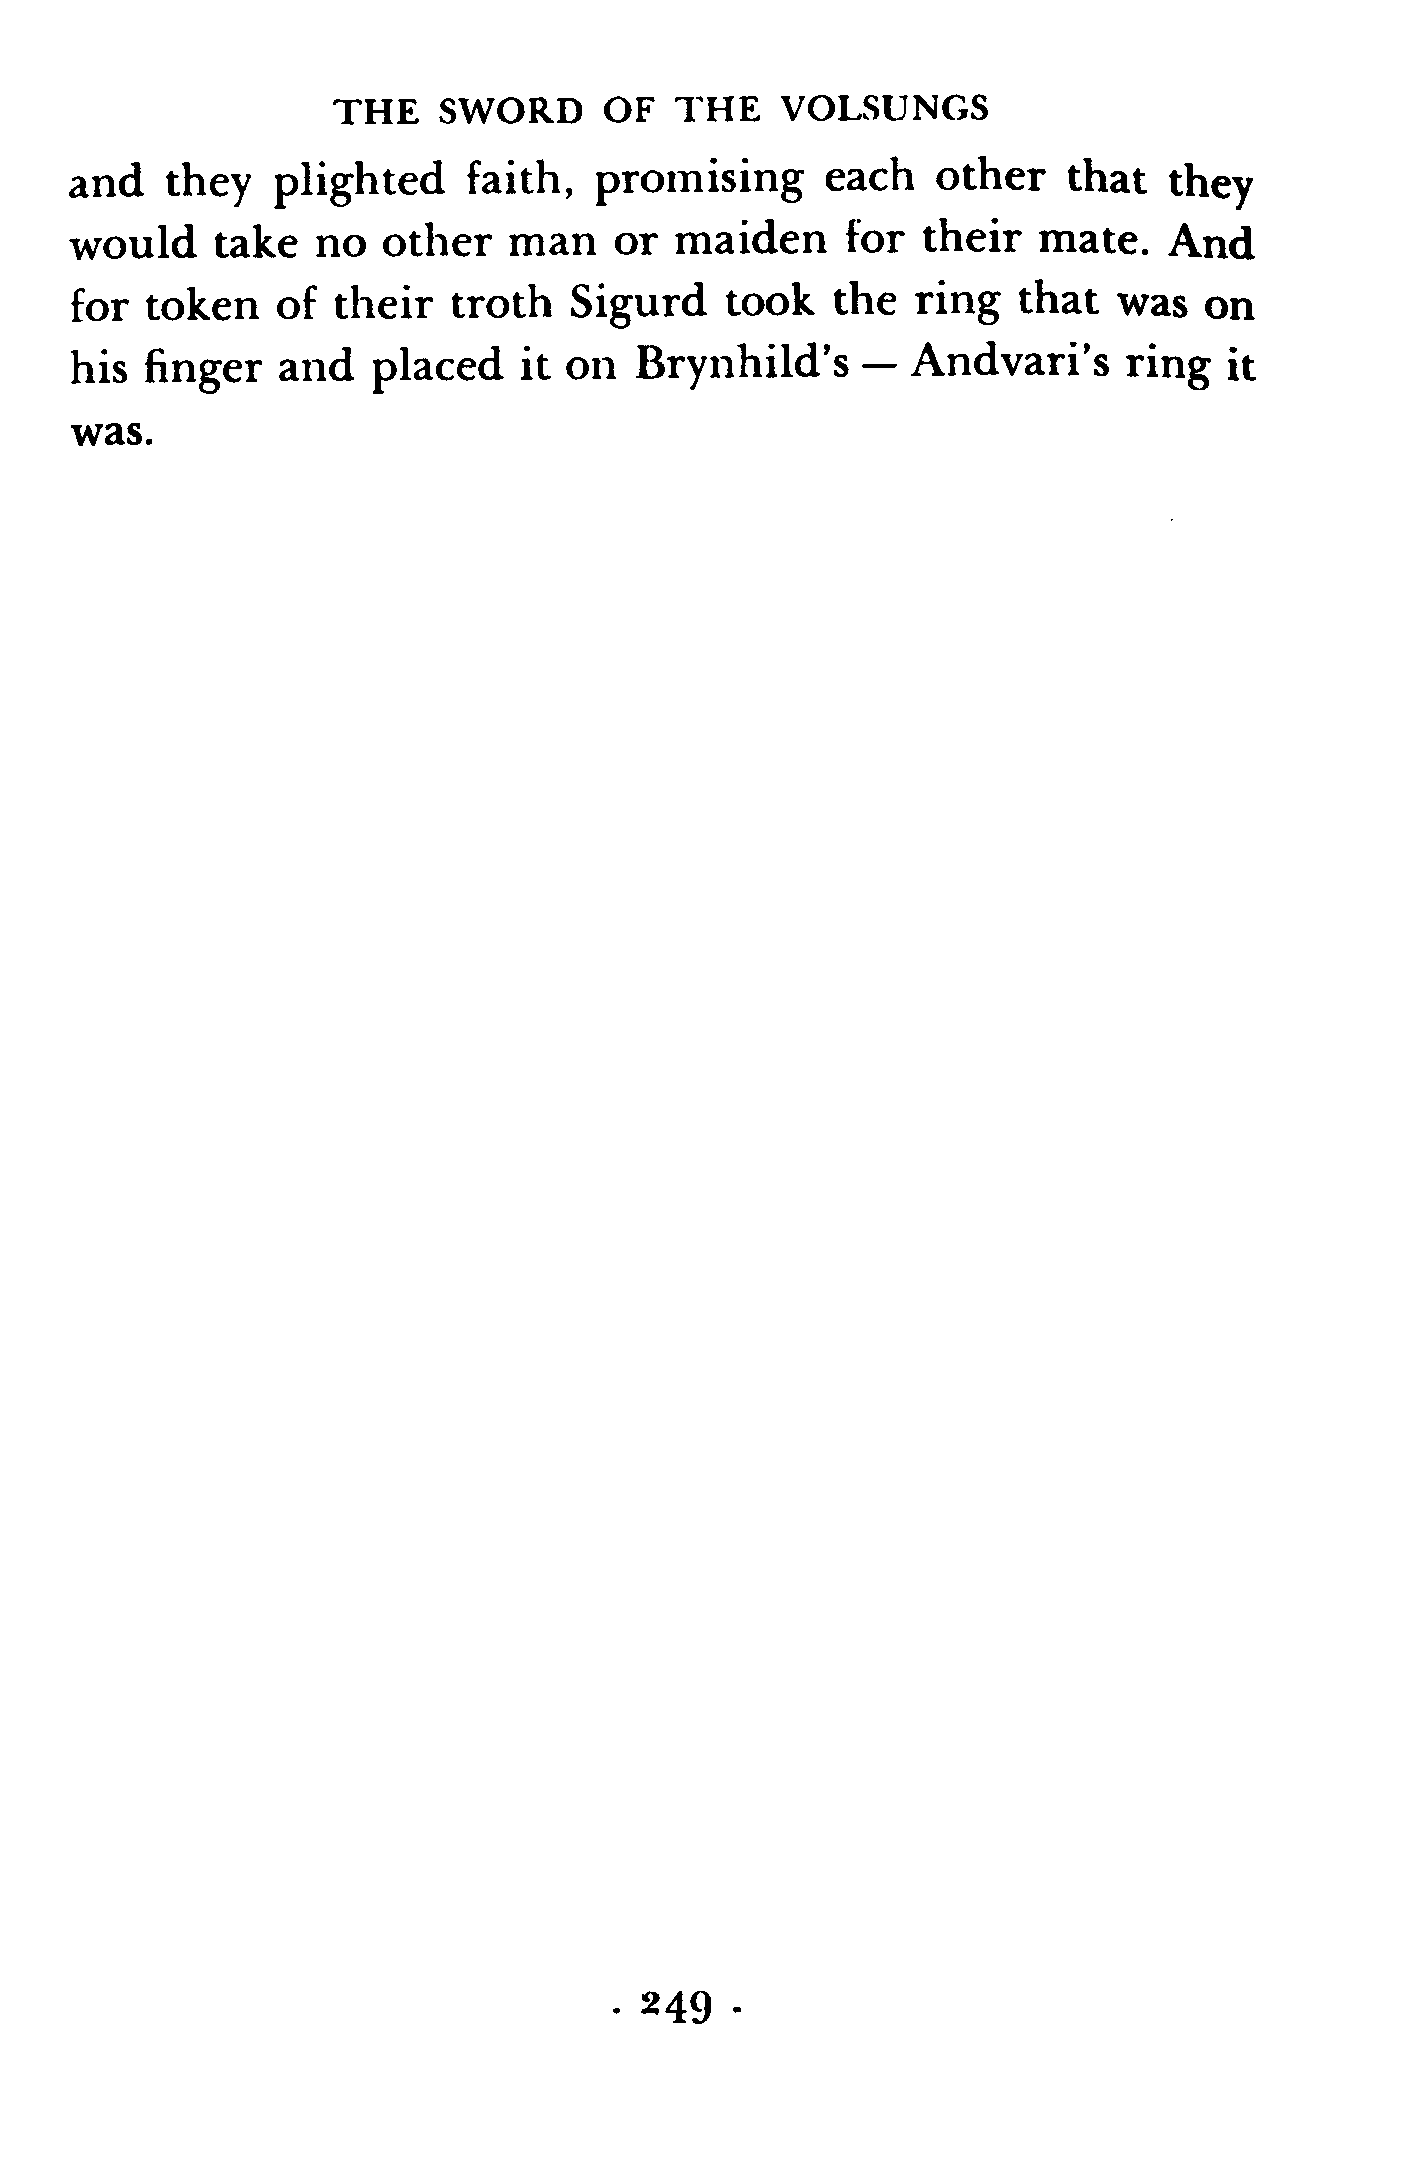 THE SWORD OF THE VOLSUNGS
and they plighted faith, promising each other that they
would take no other man or maiden for their mate. And
for token of their troth Sigurd took the ring that was on
his finger and placed it on Brynhild's — Andvari's ring it
was.
· 249 ·